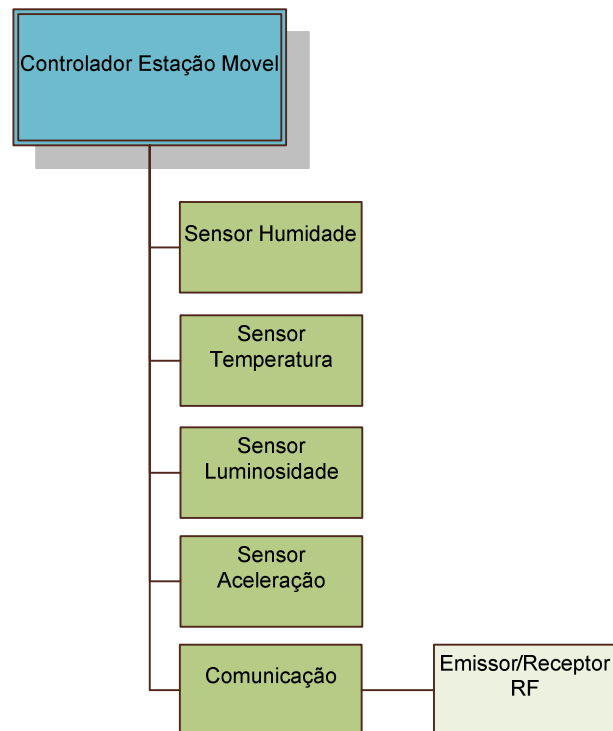 Controlador Estação Movel
Sensor Humidade
Sensor
Temperatura
Sensor
Luminosidade
Sensor
Aceleração
Comunicação
Emissor/Receptor
RF